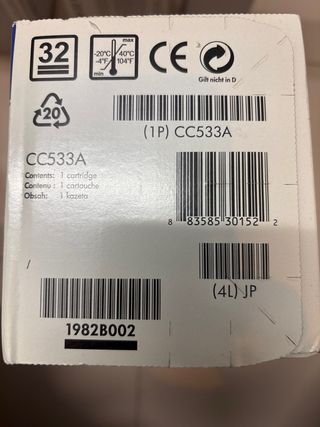 32
max
-20°C 40°C
-4°F 104°F
min
CE
Gilt nicht in D
20
(1P) CC533A
CC533A
Contents: 1 cartridge
Contenu : 1 cartouche
Obsah: 1 kazeta
8 83585 30152 2
(4L) JP
1982B002